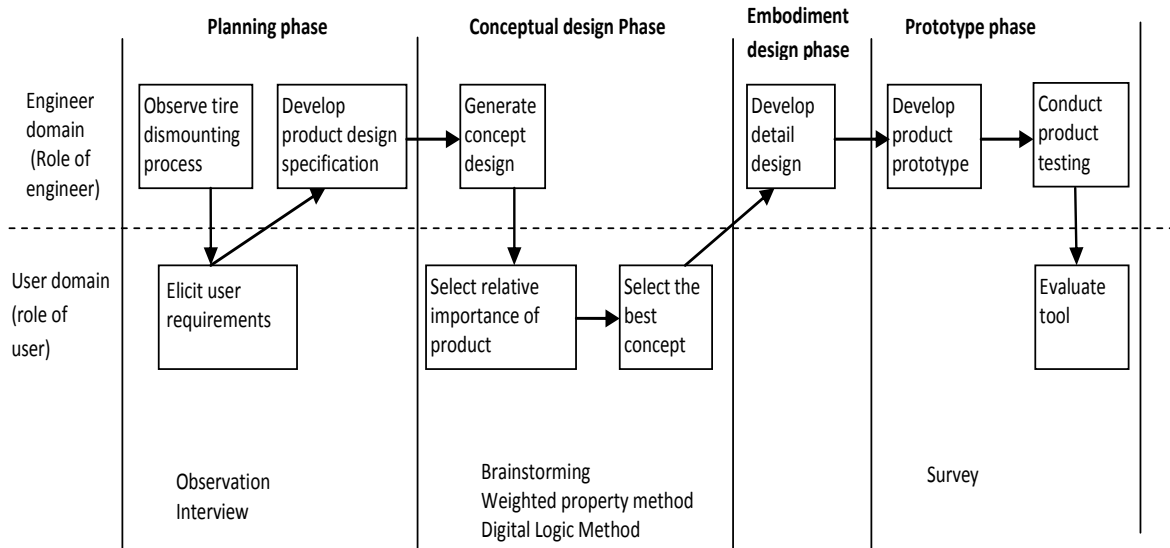 Planning phase
Conceptual design Phase
Embodiment
design phase
Prototype phase
Engineer
domain
(Role of
engineer)
Observe tire
dismounting
process
Develop
product design
specification
Generate
concept
design
Develop
detail
design
Develop
product
prototype
Conduct
product
testing
User domain
(role of
user)
Elicit user
requirements
Select relative
importance of
product
Select the
best
concept
Evaluate
tool
Observation
Interview
Brainstorming
Weighted property method
Digital Logic Method
Survey